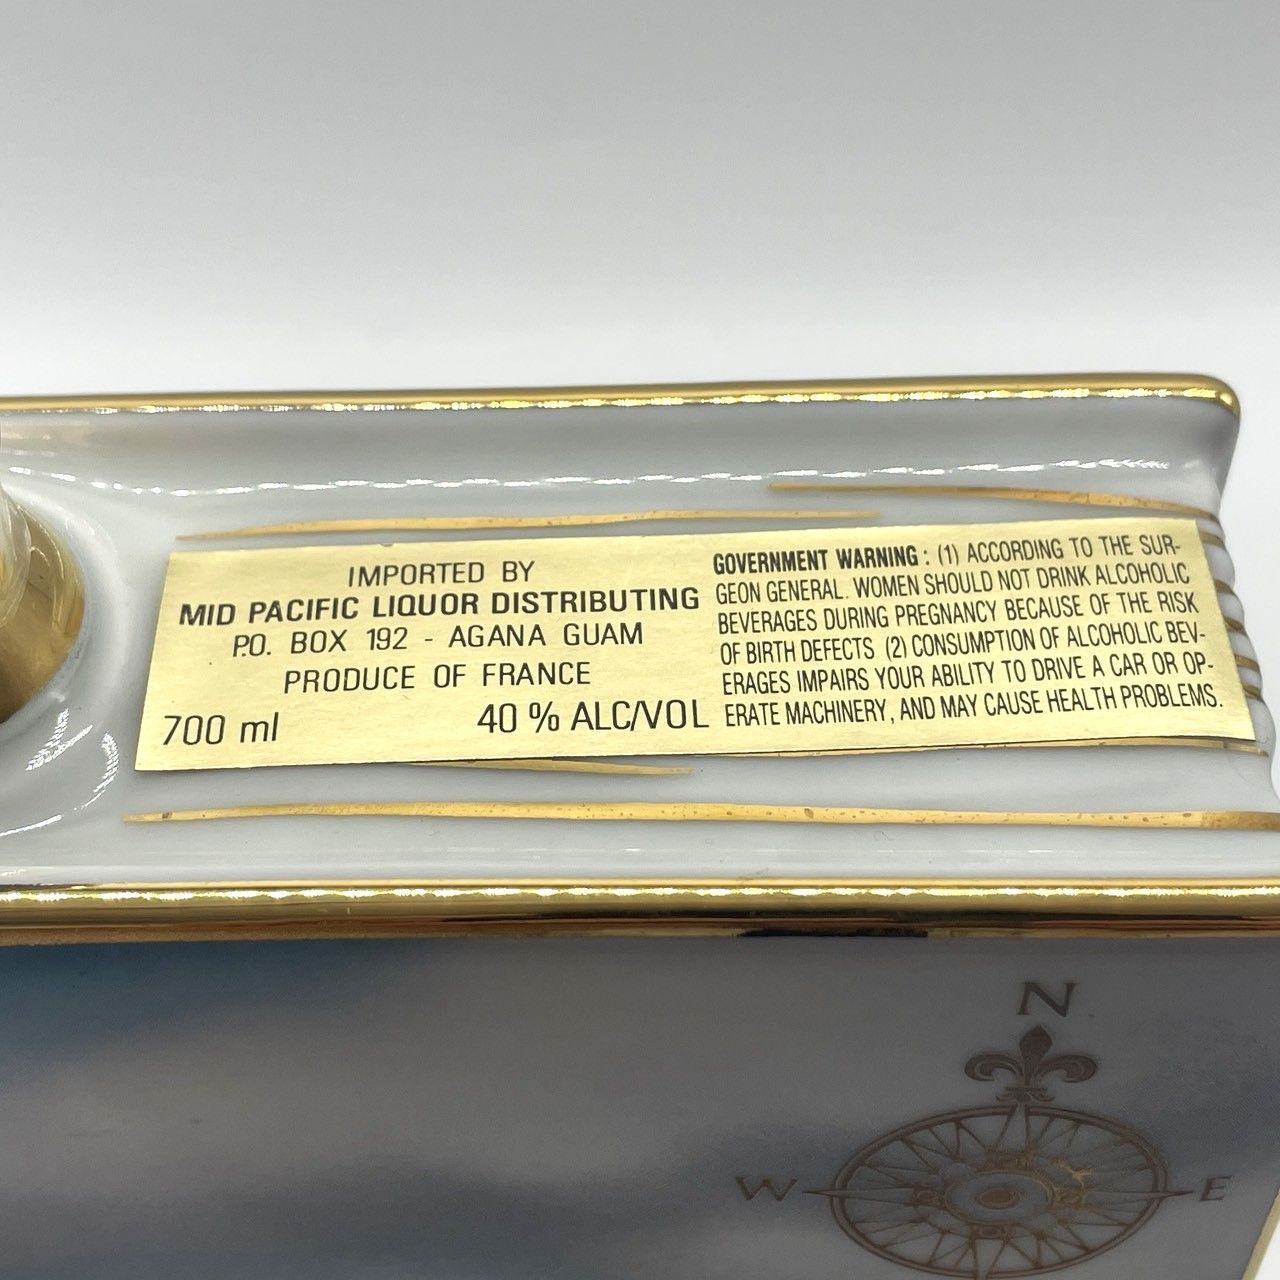 IMPORTED BY
MID PACIFIC LIQUOR DISTRIBUTING
P.O. BOX 192 - AGANA GUAM
PRODUCE OF FRANCE
700 ml 40 % ALC/VOL
GOVERNMENT WARNING : (1) ACCORDING TO THE SUR-
GEON GENERAL. WOMEN SHOULD NOT DRINK ALCOHOLIC
BEVERAGES DURING PREGNANCY BECAUSE OF THE RISK
OF BIRTH DEFECTS (2) CONSUMPTION OF ALCOHOLIC BEV-
ERAGES IMPAIRS YOUR ABILITY TO DRIVE A CAR OR OP-
ERATE MACHINERY, AND MAY CAUSE HEALTH PROBLEMS.
N
W E